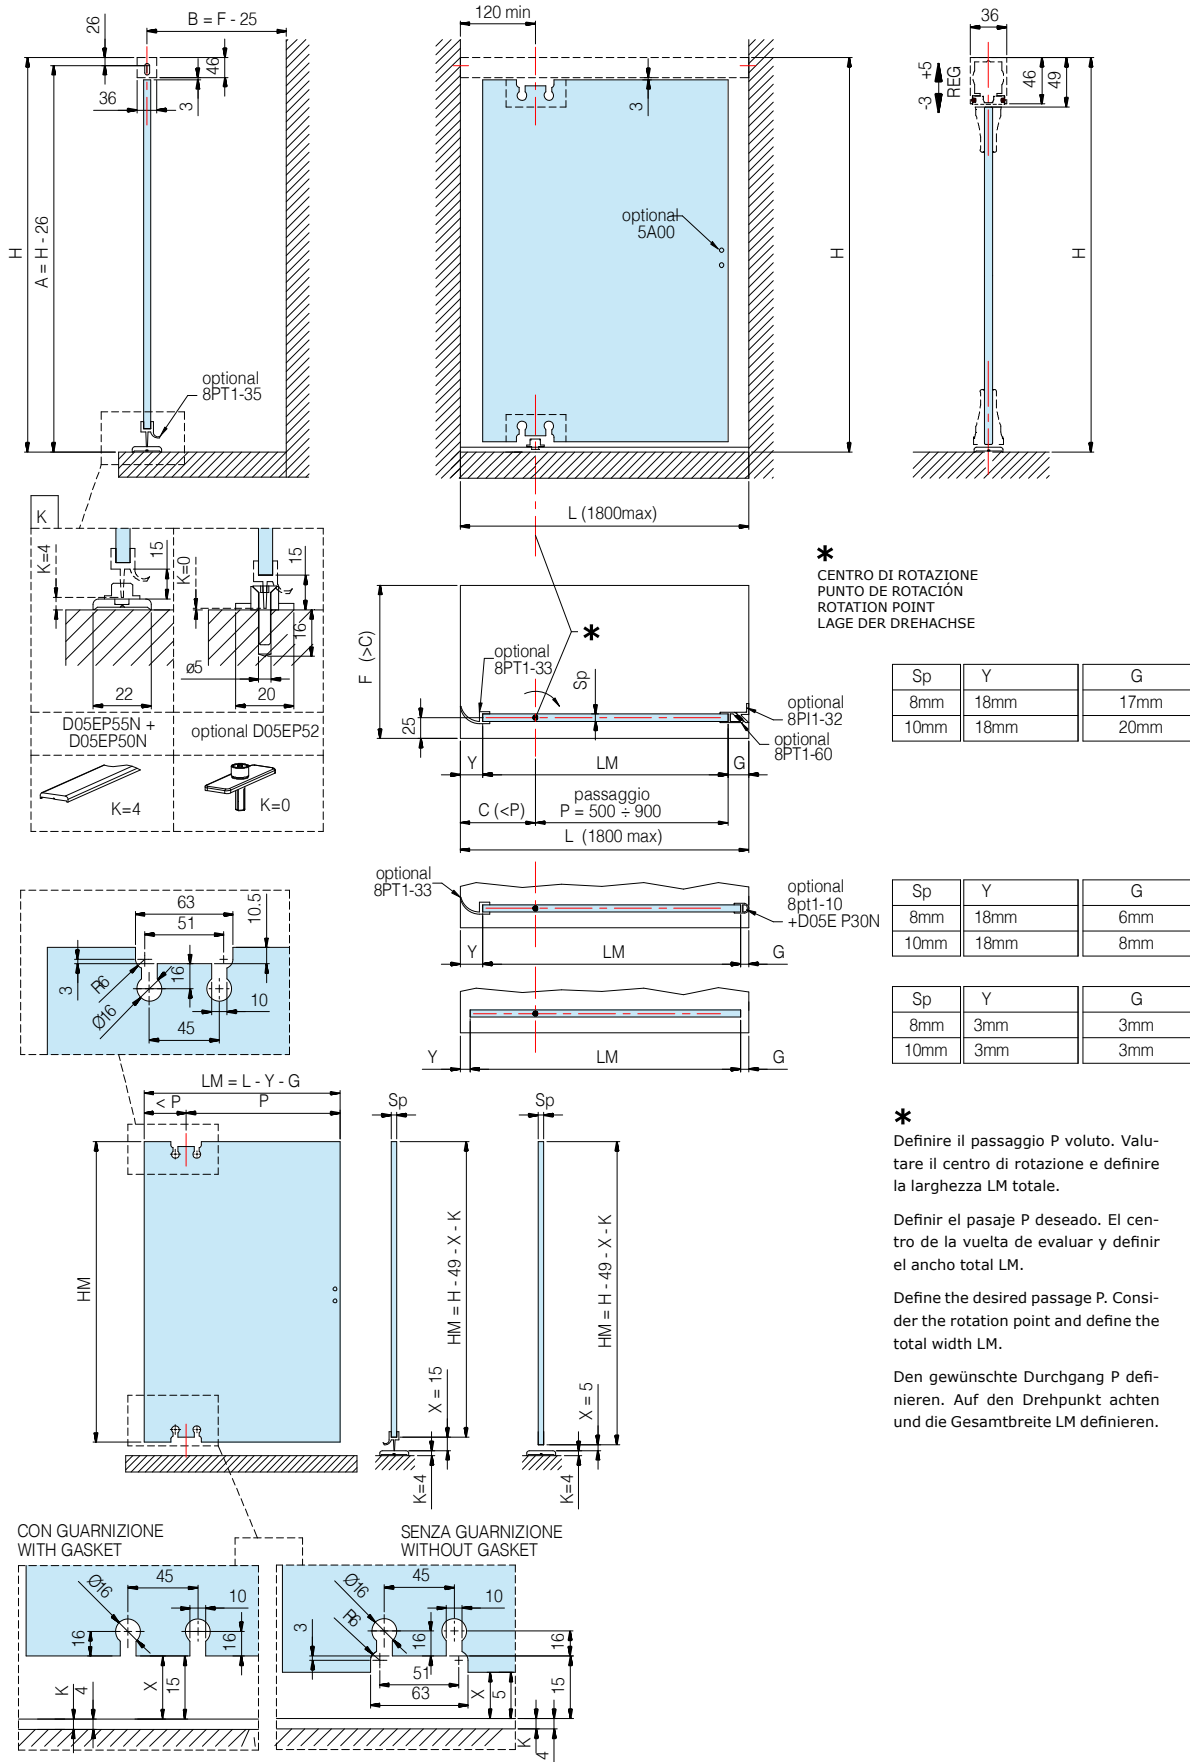 B = F - 25
26
46
36
3
H
A = H - 26
optional
8PT1-35
120 min
3
optional
5A00
H
L (1800max)
36
+5
-3
REG
46
49
H
K
K=4
15
22
D05EP55N +
D05EP50N
K=4
K=0
15
16
ø5
20
optional D05EP52
K=0
*
CENTRO DI ROTAZIONE
PUNTO DE ROTACIÓN
ROTATION POINT
LAGE DER DREHACHSE
F (>C)
25
optional
8PT1-33
Sp
*
optional
8PI1-32
optional
8PT1-60
Y
LM
G
C (<P)
passaggio
P = 500 ÷ 900
L (1800 max)
Sp Y G
8mm 18mm 17mm
10mm 18mm 20mm
optional
8PT1-33
optional
8pt1-10
+D05E P30N
Y
LM
G
Sp Y G
8mm 18mm 6mm
10mm 18mm 8mm
Y
LM
G
Sp Y G
8mm 3mm 3mm
10mm 3mm 3mm
63
51
10.5
3
R6
16
Ø16
10
45
LM = L - Y - G
< P
P
HM
Sp
HM = H - 49 - X - K
X = 15
K=4
Sp
HM = H - 49 - X - K
X = 5
K=4
*
Definire il passaggio P voluto. Valu-
tare il centro di rotazione e definire
la larghezza LM totale.
Definir el pasaje P deseado. El cen-
tro de la vuelta de evaluar y definir
el ancho total LM.
Define the desired passage P. Consi-
der the rotation point and define the
total width LM.
Den gewünschte Durchgang P defi-
nieren. Auf den Drehpunkt achten
und die Gesamtbreite LM definieren.
CON GUARNIZIONE
WITH GASKET
Ø16
45
10
16
16
X
15
K
4
SENZA GUARNIZIONE
WITHOUT GASKET
Ø16
45
10
R6
3
16
16
51
63
X
5
15
K
4